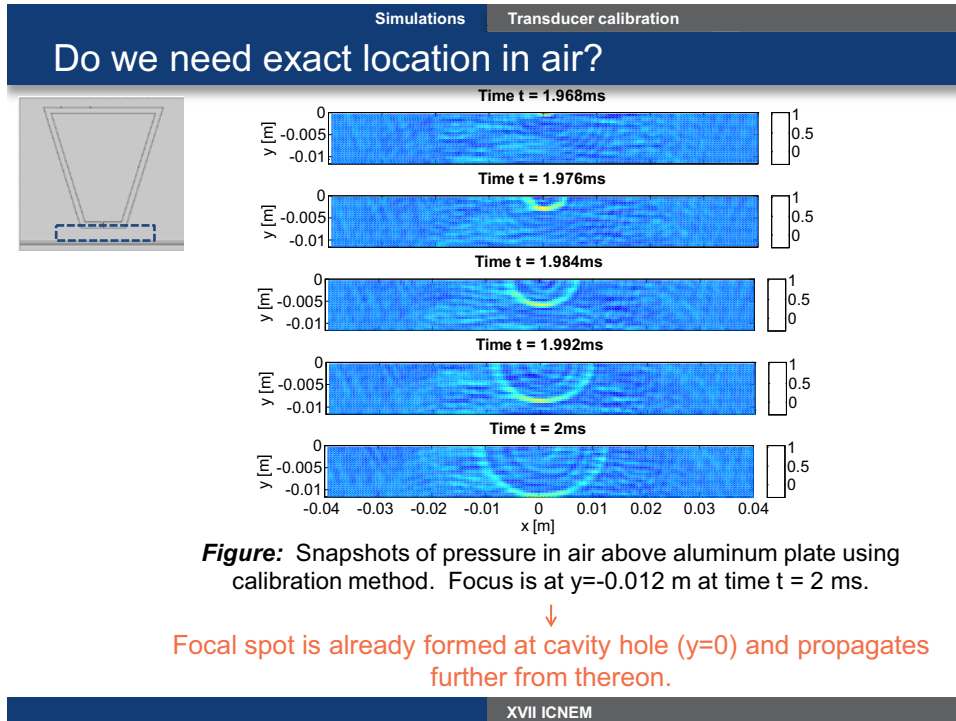 Simulations Transducer calibration
Do we need exact location in air?
Time t = 1.968ms
y [m]
0
-0.005
-0.01
1
0.5
0
Time t = 1.976ms
y [m]
0
-0.005
-0.01
1
0.5
0
Time t = 1.984ms
y [m]
0
-0.005
-0.01
1
0.5
0
Time t = 1.992ms
y [m]
0
-0.005
-0.01
1
0.5
0
Time t = 2ms
y [m]
0
-0.005
-0.01
1
0.5
0
-0.04 -0.03 -0.02 -0.01 0 0.01 0.02 0.03 0.04
x [m]
Figure: Snapshots of pressure in air above aluminum plate using
calibration method. Focus is at y=-0.012 m at time t = 2 ms.
↓
Focal spot is already formed at cavity hole (y=0) and propagates
further from thereon.
XVII ICNEM